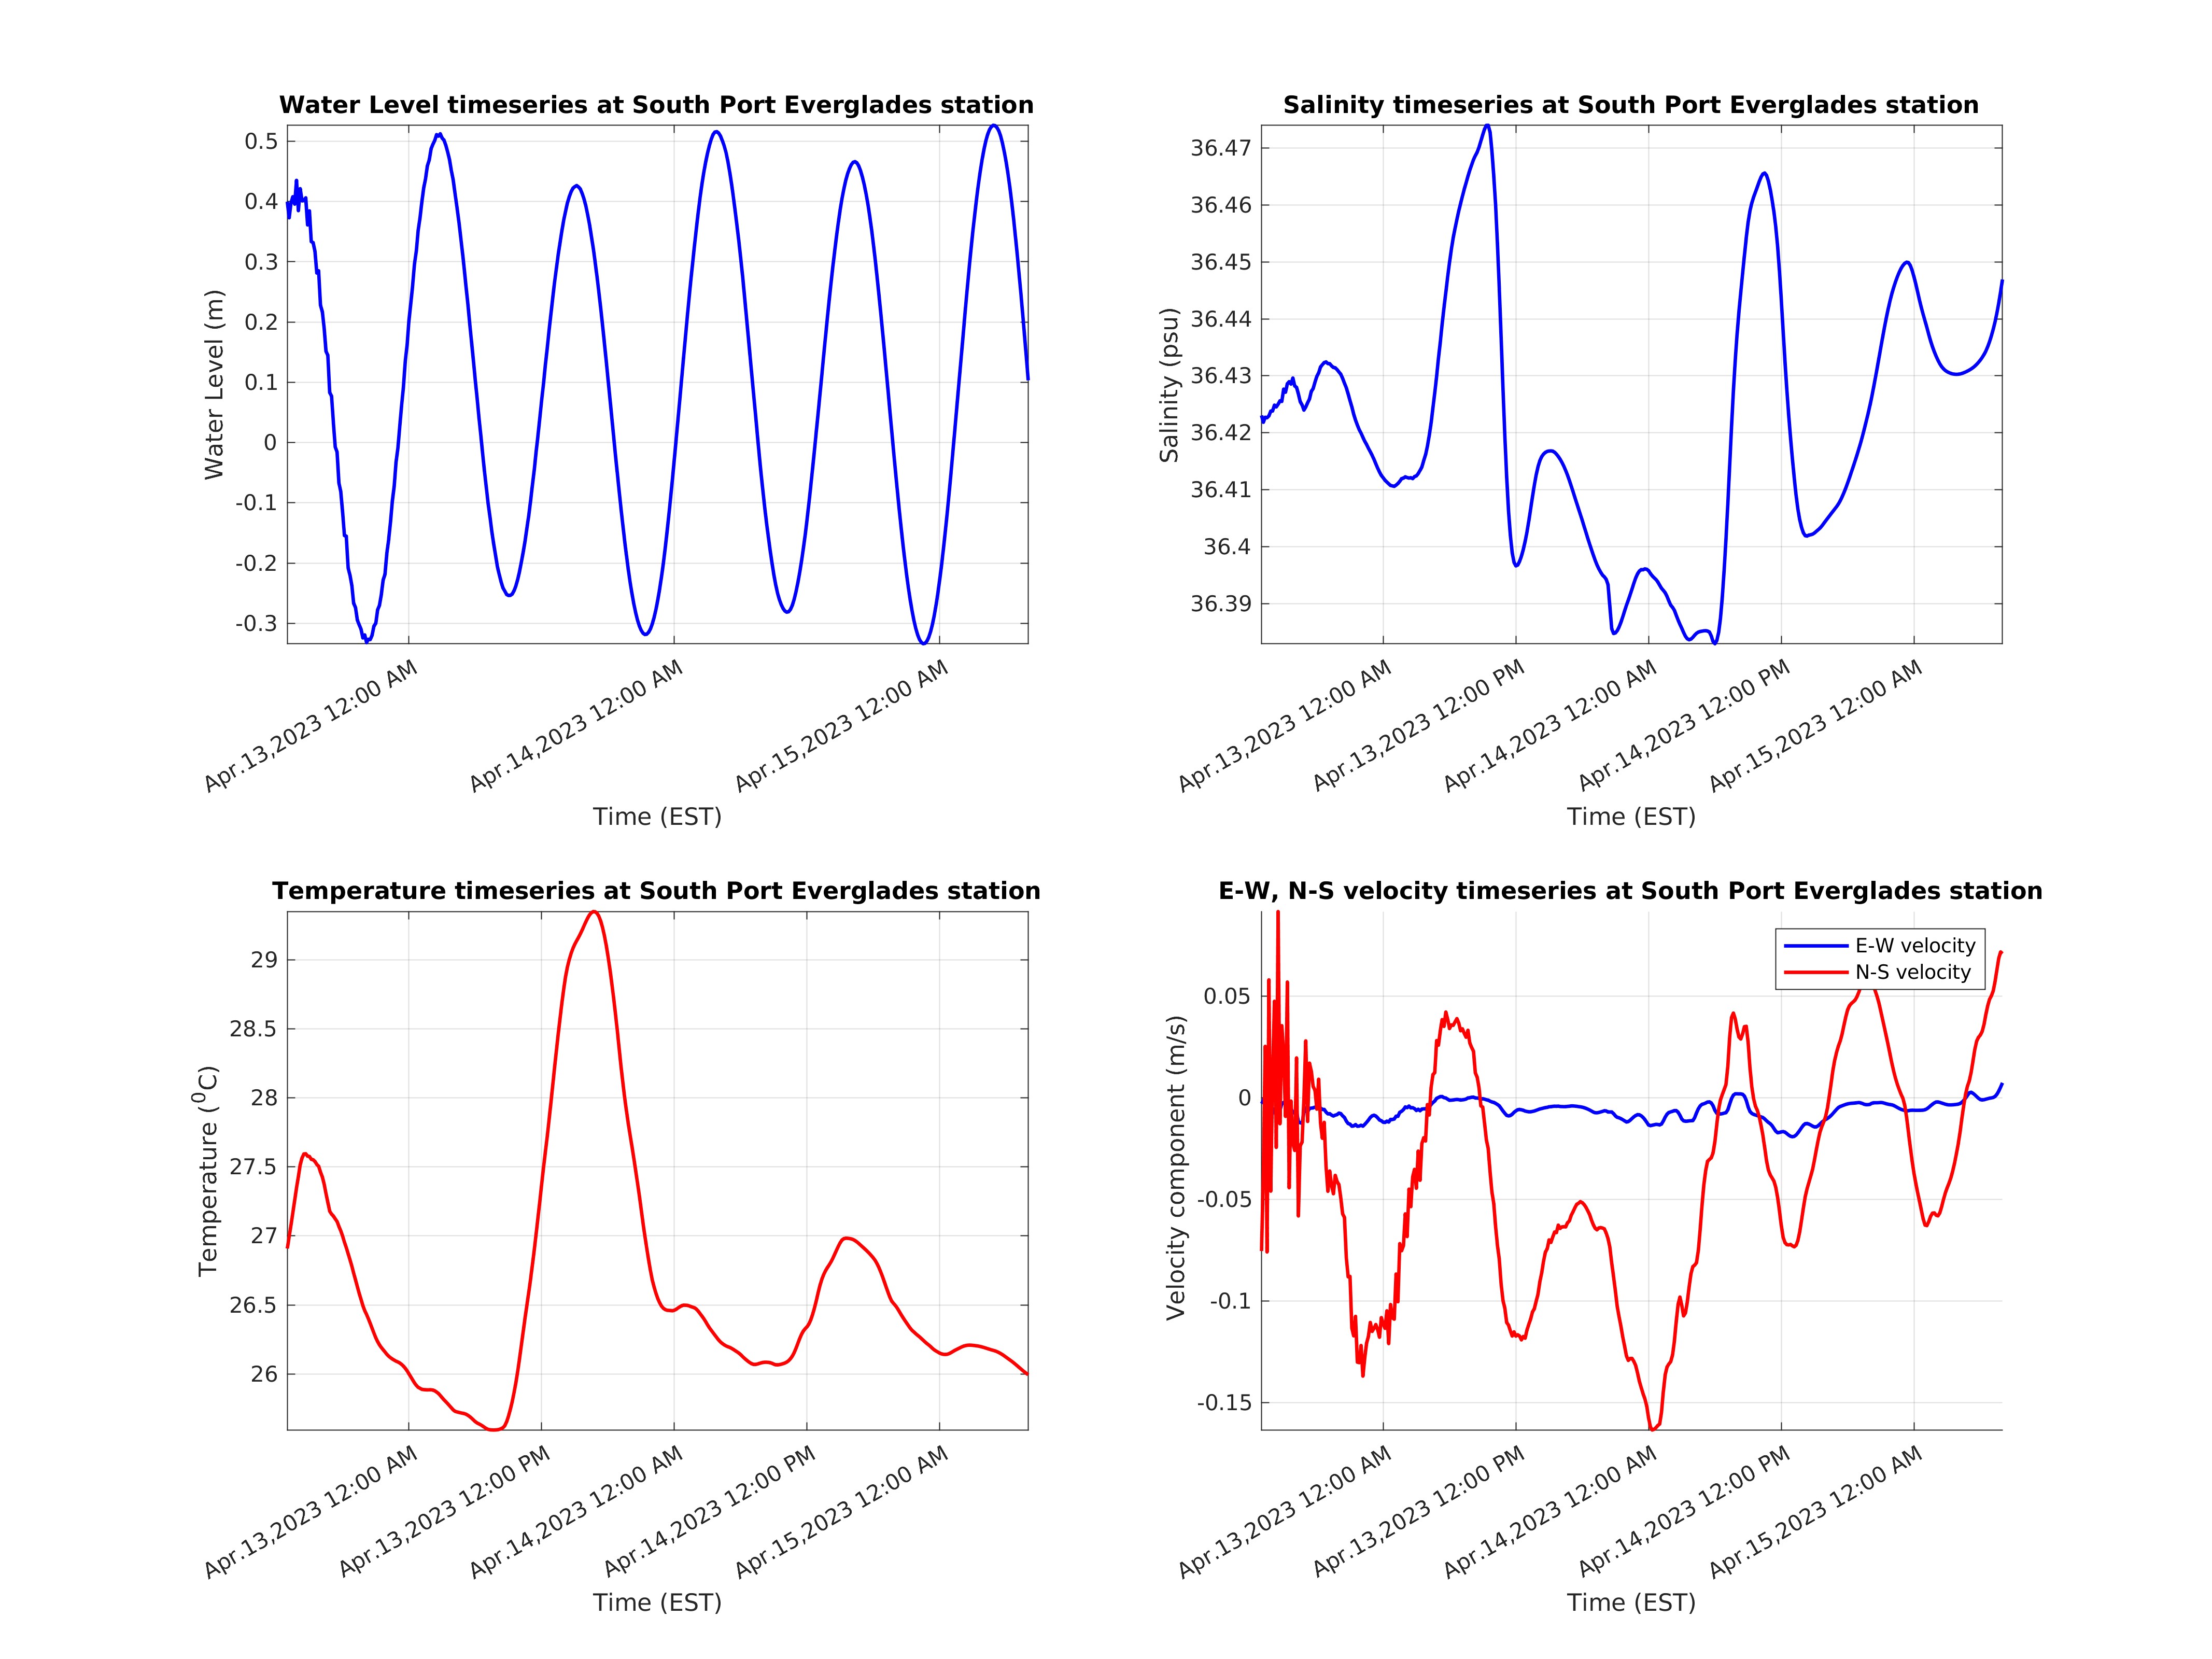 Water Level timeseries at South Port Everglades station
0.5
0.4
0.3
0.2
0.1
0
-0.1
-0.2
-0.3
Water Level (m)
Apr.13,2023 12:00 AM
Apr.14,2023 12:00 AM
Apr.15,2023 12:00 AM
Time (EST)
Salinity timeseries at South Port Everglades station
36.47
36.46
36.45
36.44
36.43
36.42
36.41
36.4
36.39
Salinity (psu)
Apr.13,2023 12:00 AM
Apr.13,2023 12:00 PM
Apr.14,2023 12:00 AM
Apr.14,2023 12:00 PM
Apr.15,2023 12:00 AM
Time (EST)
Temperature timeseries at South Port Everglades station
29
28.5
28
27.5
27
26.5
26
Temperature (⁰C)
Apr.13,2023 12:00 AM
Apr.13,2023 12:00 PM
Apr.14,2023 12:00 AM
Apr.14,2023 12:00 PM
Apr.15,2023 12:00 AM
Time (EST)
E-W, N-S velocity timeseries at South Port Everglades station
E-W velocity
N-S velocity
0.05
0
-0.05
-0.1
-0.15
Velocity component (m/s)
Apr.13,2023 12:00 AM
Apr.13,2023 12:00 PM
Apr.14,2023 12:00 AM
Apr.14,2023 12:00 PM
Apr.15,2023 12:00 AM
Time (EST)